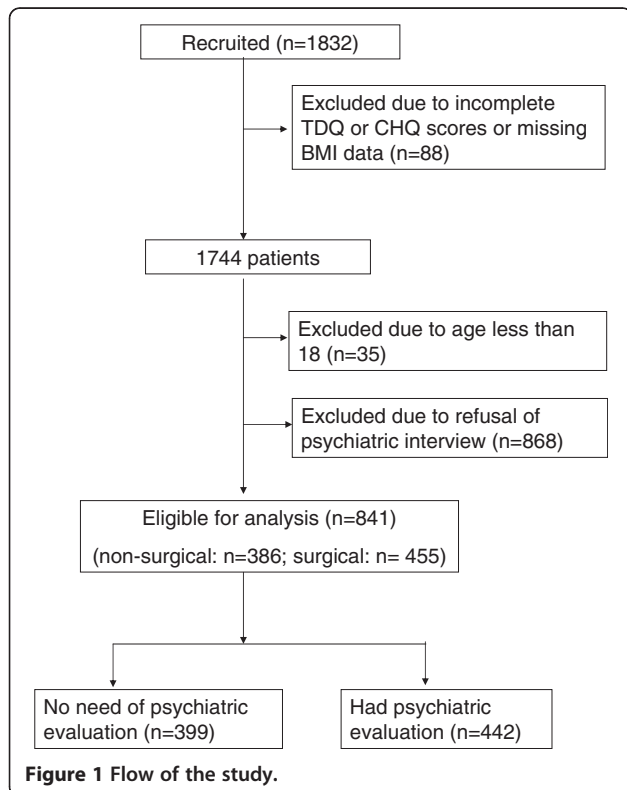 Recruited (n=1832)
Excluded due to incomplete
TDQ or CHQ scores or missing
BMI data (n=88)
1744 patients
Excluded due to age less than
18 (n=35)
Excluded due to refusal of
psychiatric interview (n=868)
Eligible for analysis (n=841)
(non-surgical: n=386; surgical: n= 455)
No need of psychiatric
evaluation (n=399)
Had psychiatric
evaluation (n=442)
Figure 1 Flow of the study.